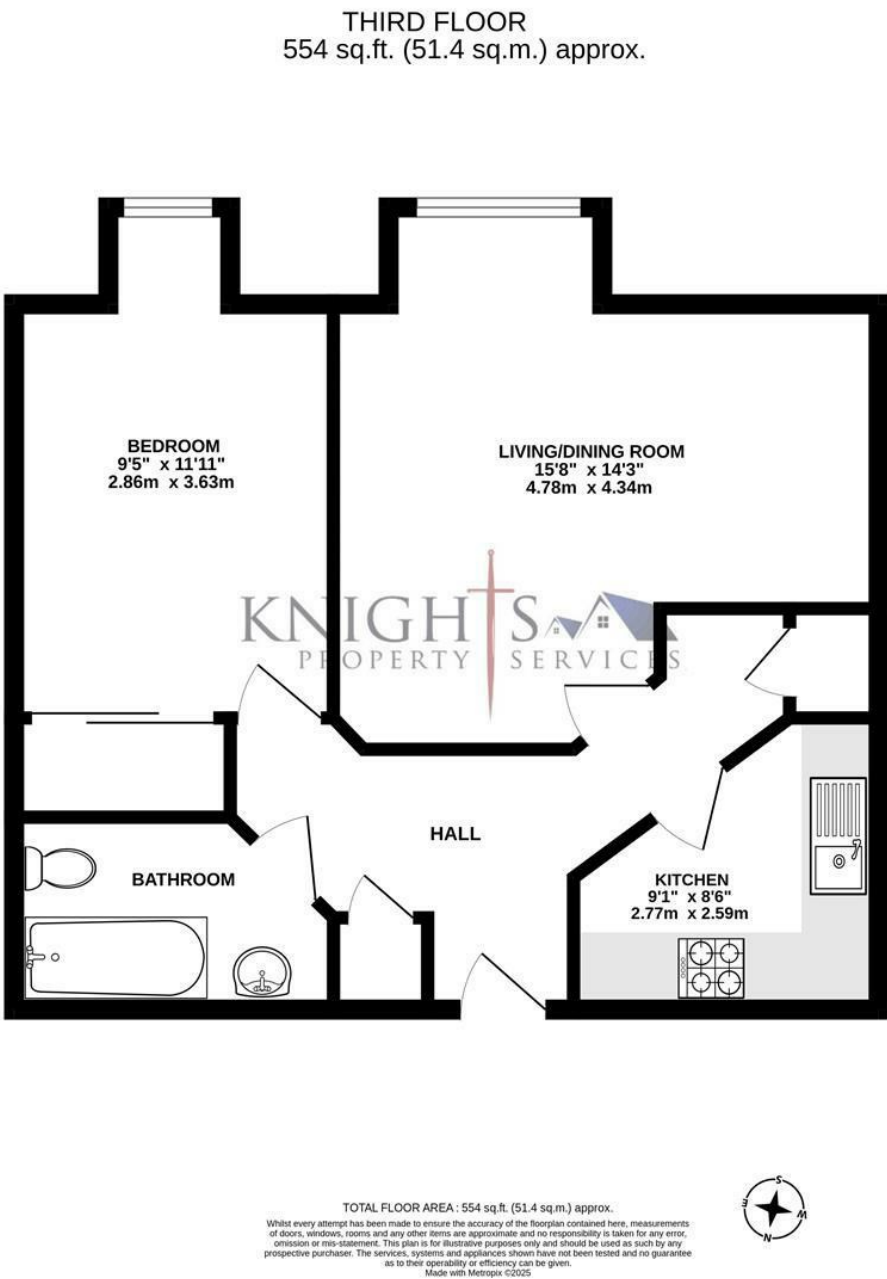 THIRD FLOOR
554 sq.ft. (51.4 sq.m.) approx.
BEDROOM
9'5" x 11'11"
2.86m x 3.63m
LIVING/DINING ROOM
15'8" x 14'3"
4.78m x 4.34m
KNIGHTS
PROPERTY SERVICES
HALL
BATHROOM
KITCHEN
9'1" x 8'6"
2.77m x 2.59m
S
E
W
N
TOTAL FLOOR AREA : 554 sq.ft. (51.4 sq.m.) approx.
Whilst every attempt has been made to ensure the accuracy of the floorplan contained here, measurements
of doors, windows, rooms and any other items are approximate and no responsibility is taken for any error,
omission or mis-statement. This plan is for illustrative purposes only and should be used as such by any
prospective purchaser. The services, systems and appliances shown have not been tested and no guarantee
as to their operability or efficiency can be given.
Made with Metropix ©2025